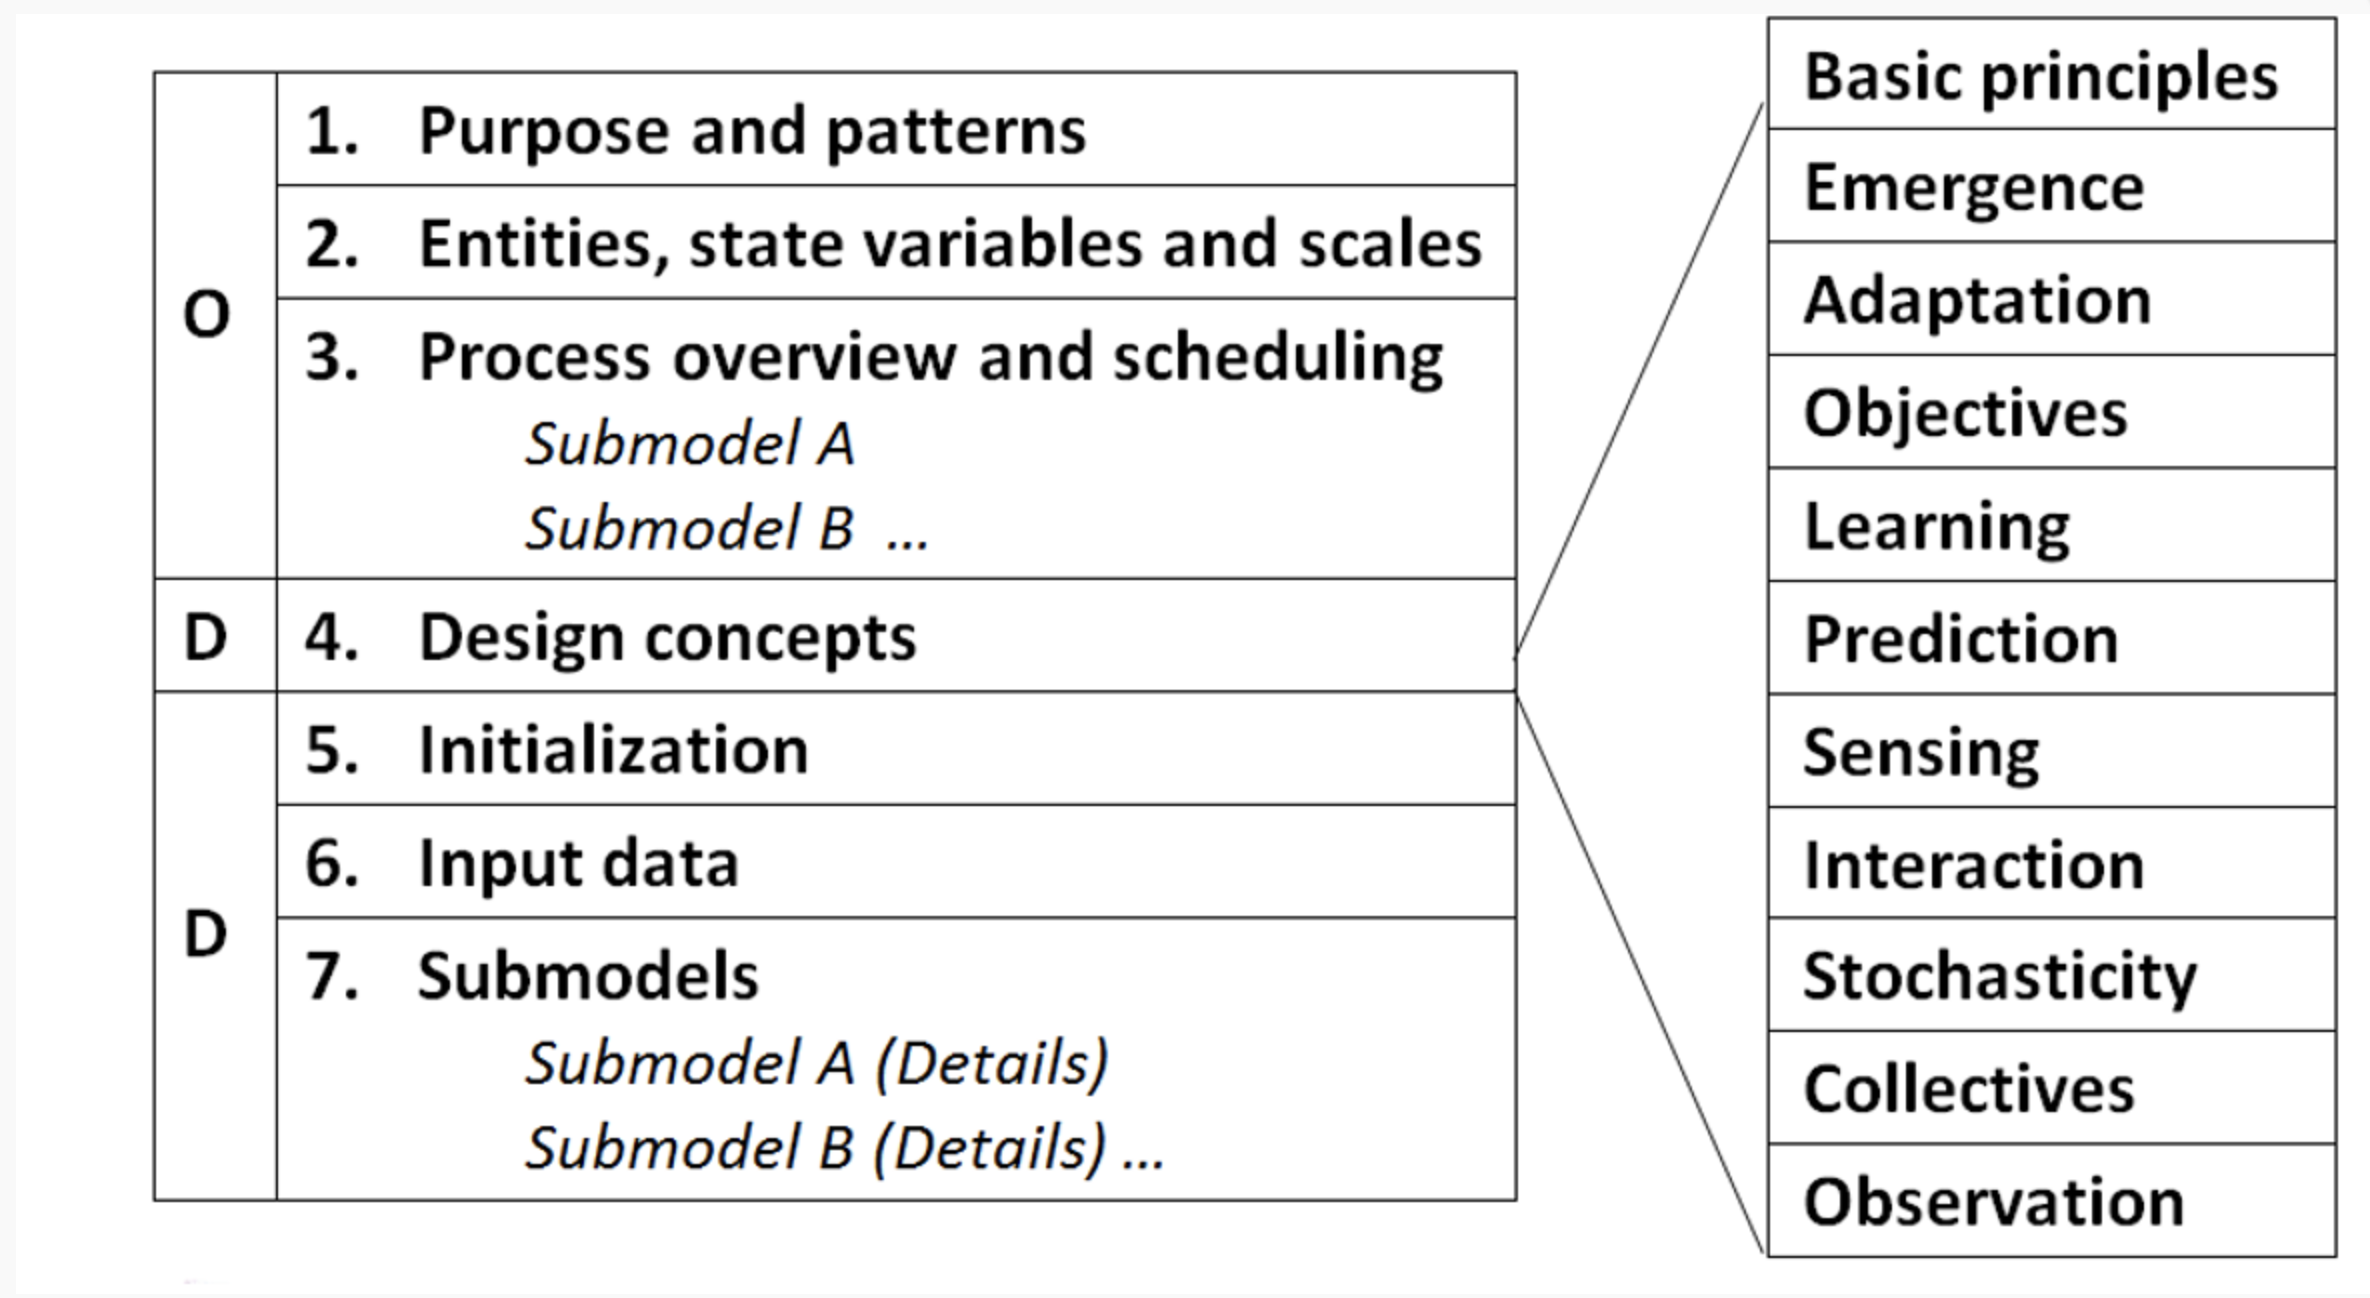 O
1. Purpose and patterns
2. Entities, state variables and scales
3. Process overview and scheduling
Submodel A
Submodel B ...
D
4. Design concepts
D
5. Initialization
6. Input data
7. Submodels
Submodel A (Details)
Submodel B (Details) ...
Basic principles
Emergence
Adaptation
Objectives
Learning
Prediction
Sensing
Interaction
Stochasticity
Collectives
Observation